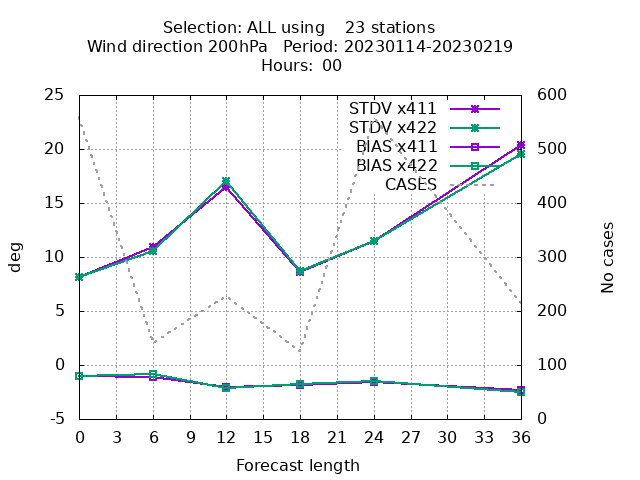 Selection: ALL using    23 stations
Wind direction 200hPa   Period: 20230114-20230219
Hours: 00
25
600
STDV x411
STDV x422
20
500
BIAS x411
BIAS x422
CASES
15
400
deg
No cases
10
300
5
200
0
100
-5
0
0 3 6 9 12 15 18 21 24 27 30 33 36
Forecast length